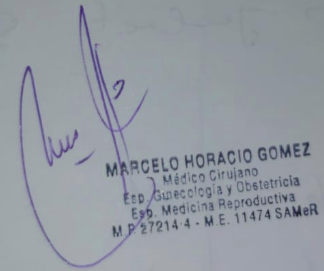 MARCELO HORACIO GOMEZ
Médico Cirujano
Esp. Ginecología y Obstetricia
Esp. Medicina Reproductiva
M.P. 27214-4 - M.E. 11474 SAMeR